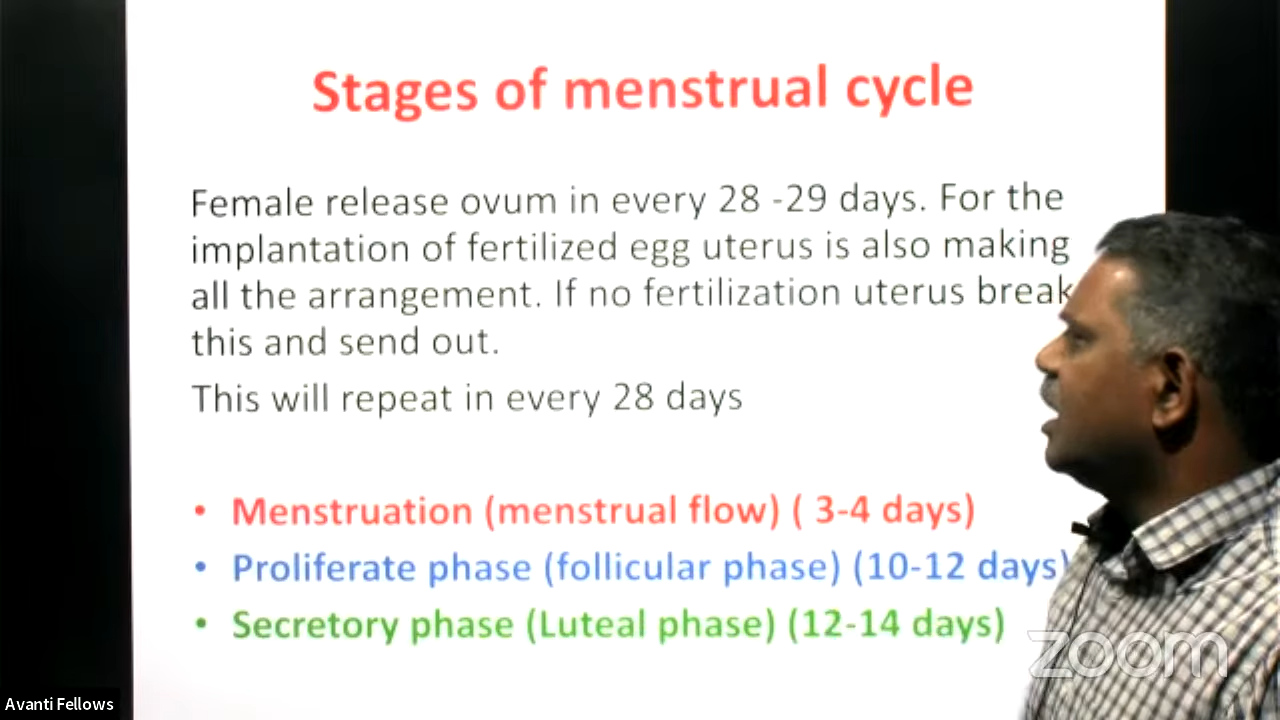 Stages of menstrual cycle
Female release ovum in every 28 -29 days. For the
implantation of fertilized egg uterus is also making
all the arrangement. If no fertilization uterus break
this and send out.
This will repeat in every 28 days
• Menstruation (menstrual flow) ( 3-4 days)
• Proliferate phase (follicular phase) (10-12 days)
• Secretory phase (Luteal phase) (12-14 days)
zoom
Avanti Fellows